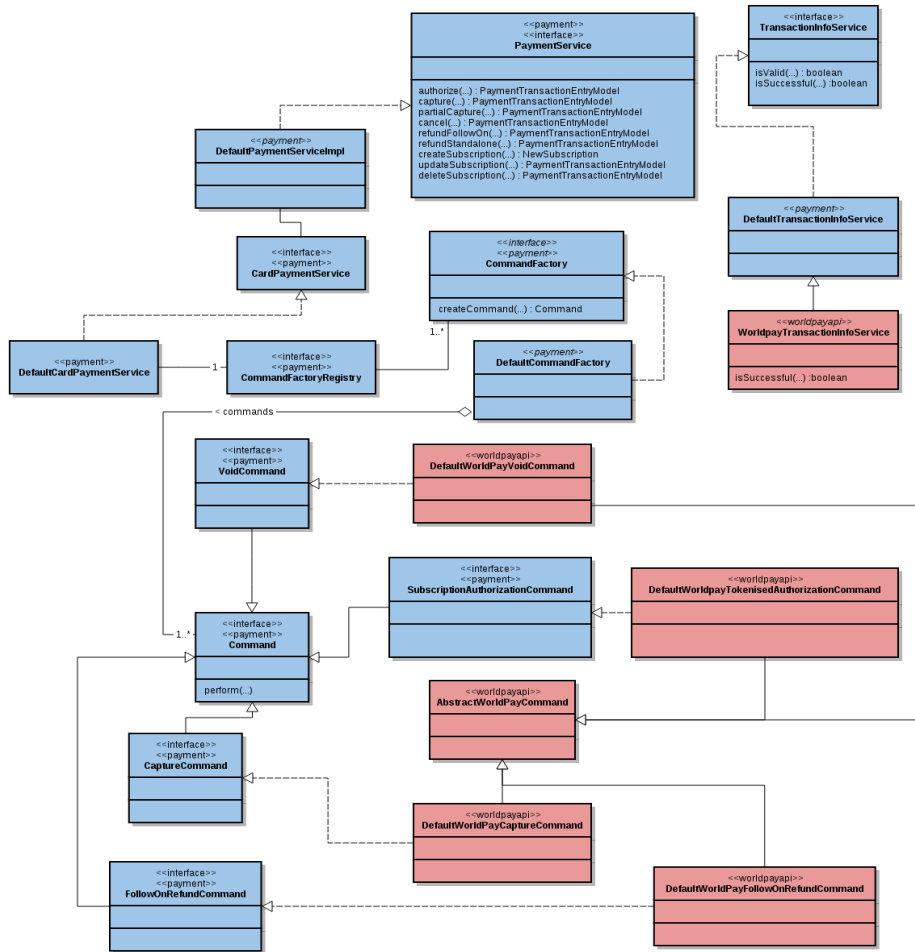 <<payment>>
<<interface>>
PaymentService
authorize(...) : PaymentTransactionEntryModel
capture(...) : PaymentTransactionEntryModel
partialCapture(...) : PaymentTransactionEntryModel
cancel(...) : PaymentTransactionEntryModel
refundFollowOn(...) : PaymentTransactionEntryModel
refundStandalone(...) : PaymentTransactionEntryModel
createSubscription(...) : NewSubscription
updateSubscription(...) : PaymentTransactionEntryModel
deleteSubscription(...) : PaymentTransactionEntryModel
<<interface>>
TransactionInfoService
isValid(...) : boolean
isSuccessful(...) :boolean
<<payment>>
DefaultPaymentServiceImpl
<<payment>>
DefaultTransactionInfoService
<<interface>>
<<payment>>
CardPaymentService
<<interface>>
<<payment>>
CommandFactory
createCommand(...) : Command
1..*
<<worldpayapi>>
WorldpayTransactionInfoService
isSuccessful(...) :boolean
<<payment>>
DefaultCardPaymentService
1
<<interface>>
<<payment>>
CommandFactoryRegistry
<<payment>>
DefaultCommandFactory
< commands
<<interface>>
<<payment>>
VoidCommand
<<worldpayapi>>
DefaultWorldPayVoidCommand
<<interface>>
<<payment>>
SubscriptionAuthorizationCommand
<<worldpayapi>>
DefaultWorldpayTokenisedAuthorizationCommand
1..*
<<interface>>
<<payment>>
Command
perform(...)
<<worldpayapi>>
AbstractWorldPayCommand
<<interface>>
<<payment>>
CaptureCommand
<<worldpayapi>>
DefaultWorldPayCaptureCommand
<<interface>>
<<payment>>
FollowOnRefundCommand
<<worldpayapi>>
DefaultWorldPayFollowOnRefundCommand